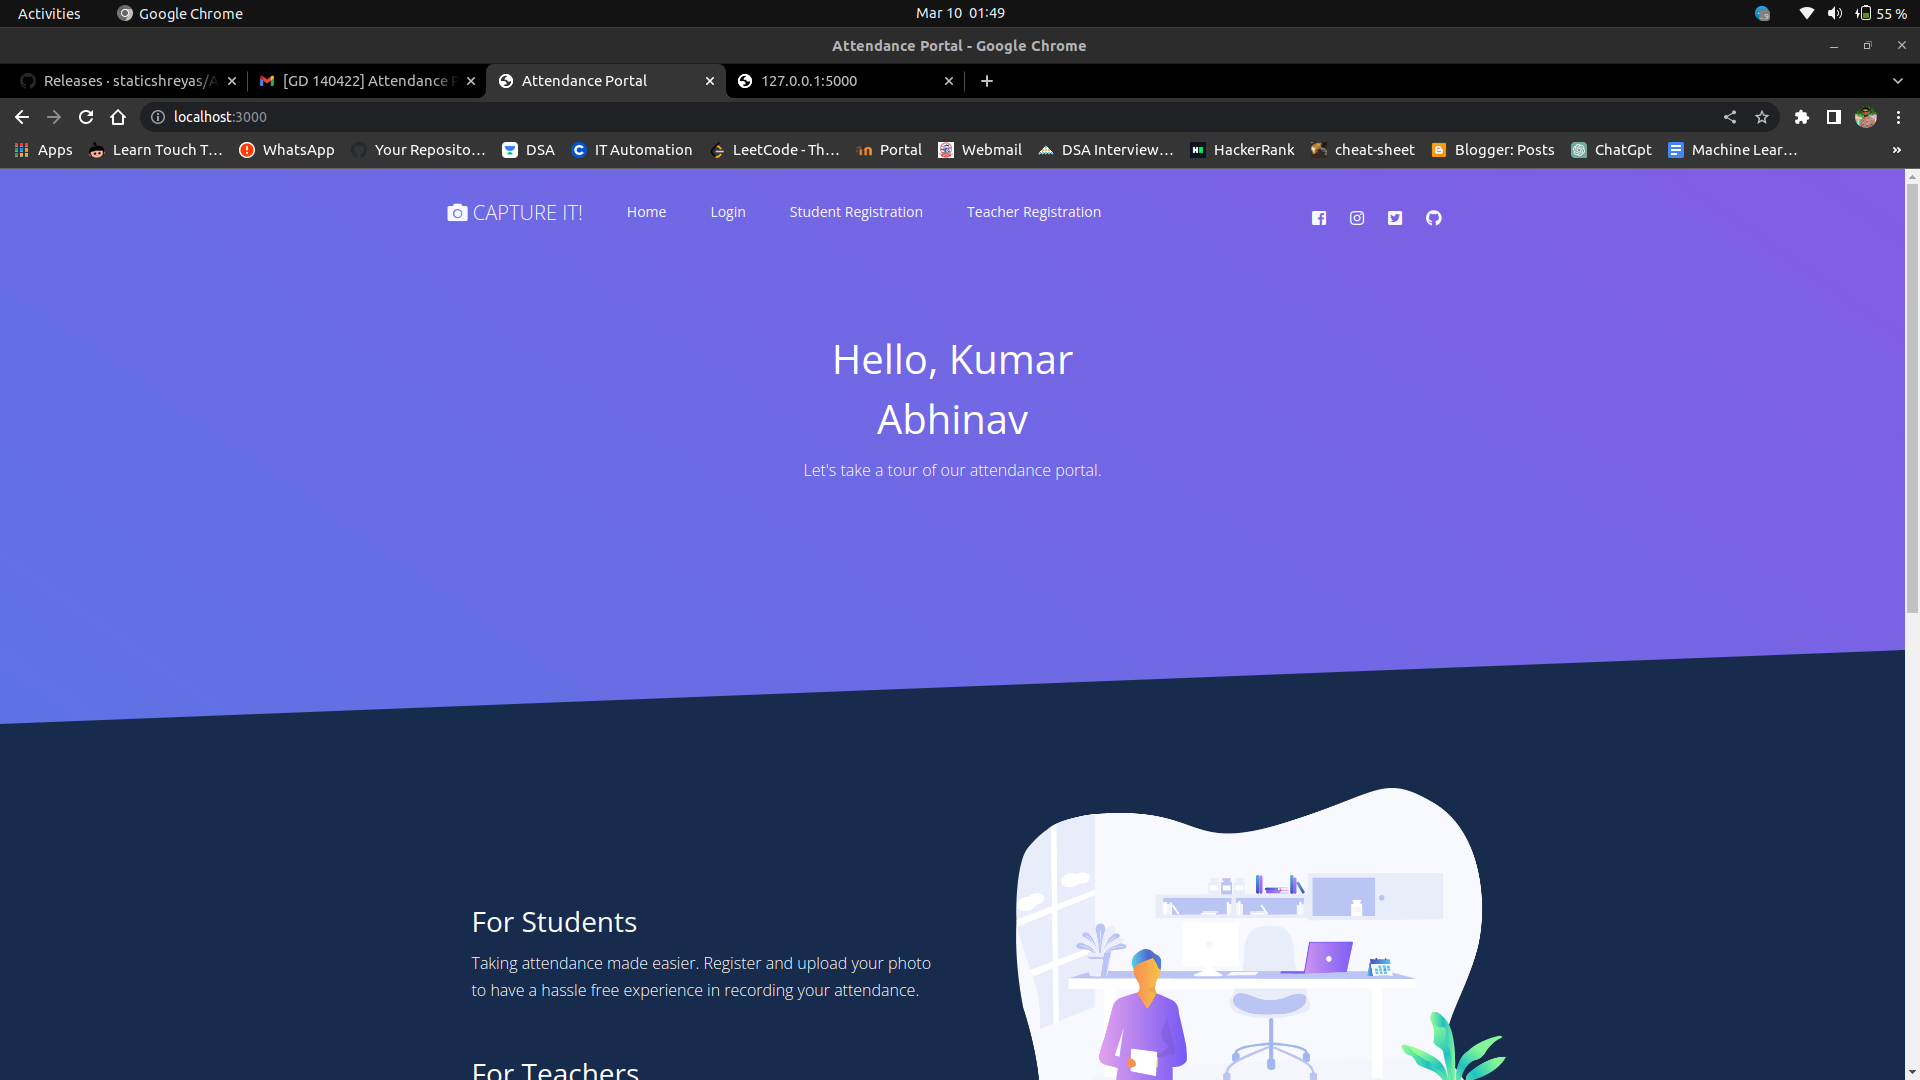 Activities
Google Chrome
Mar 10 01:49
55 %
Attendance Portal - Google Chrome
Releases · staticshreyas/A
[GD 140422] Attendance P
Attendance Portal
127.0.0.1:5000
localhost:3000
Apps
Learn Touch T...
WhatsApp
Your Reposito...
DSA
IT Automation
LeetCode - Th...
Portal
Webmail
DSA Interview...
HackerRank
cheat-sheet
Blogger: Posts
ChatGpt
Machine Lear...
CAPTURE IT!
Home
Login
Student Registration
Teacher Registration
Hello, Kumar
Abhinav
Let's take a tour of our attendance portal.
For Students
Taking attendance made easier. Register and upload your photo
to have a hassle free experience in recording your attendance.
For Teachers